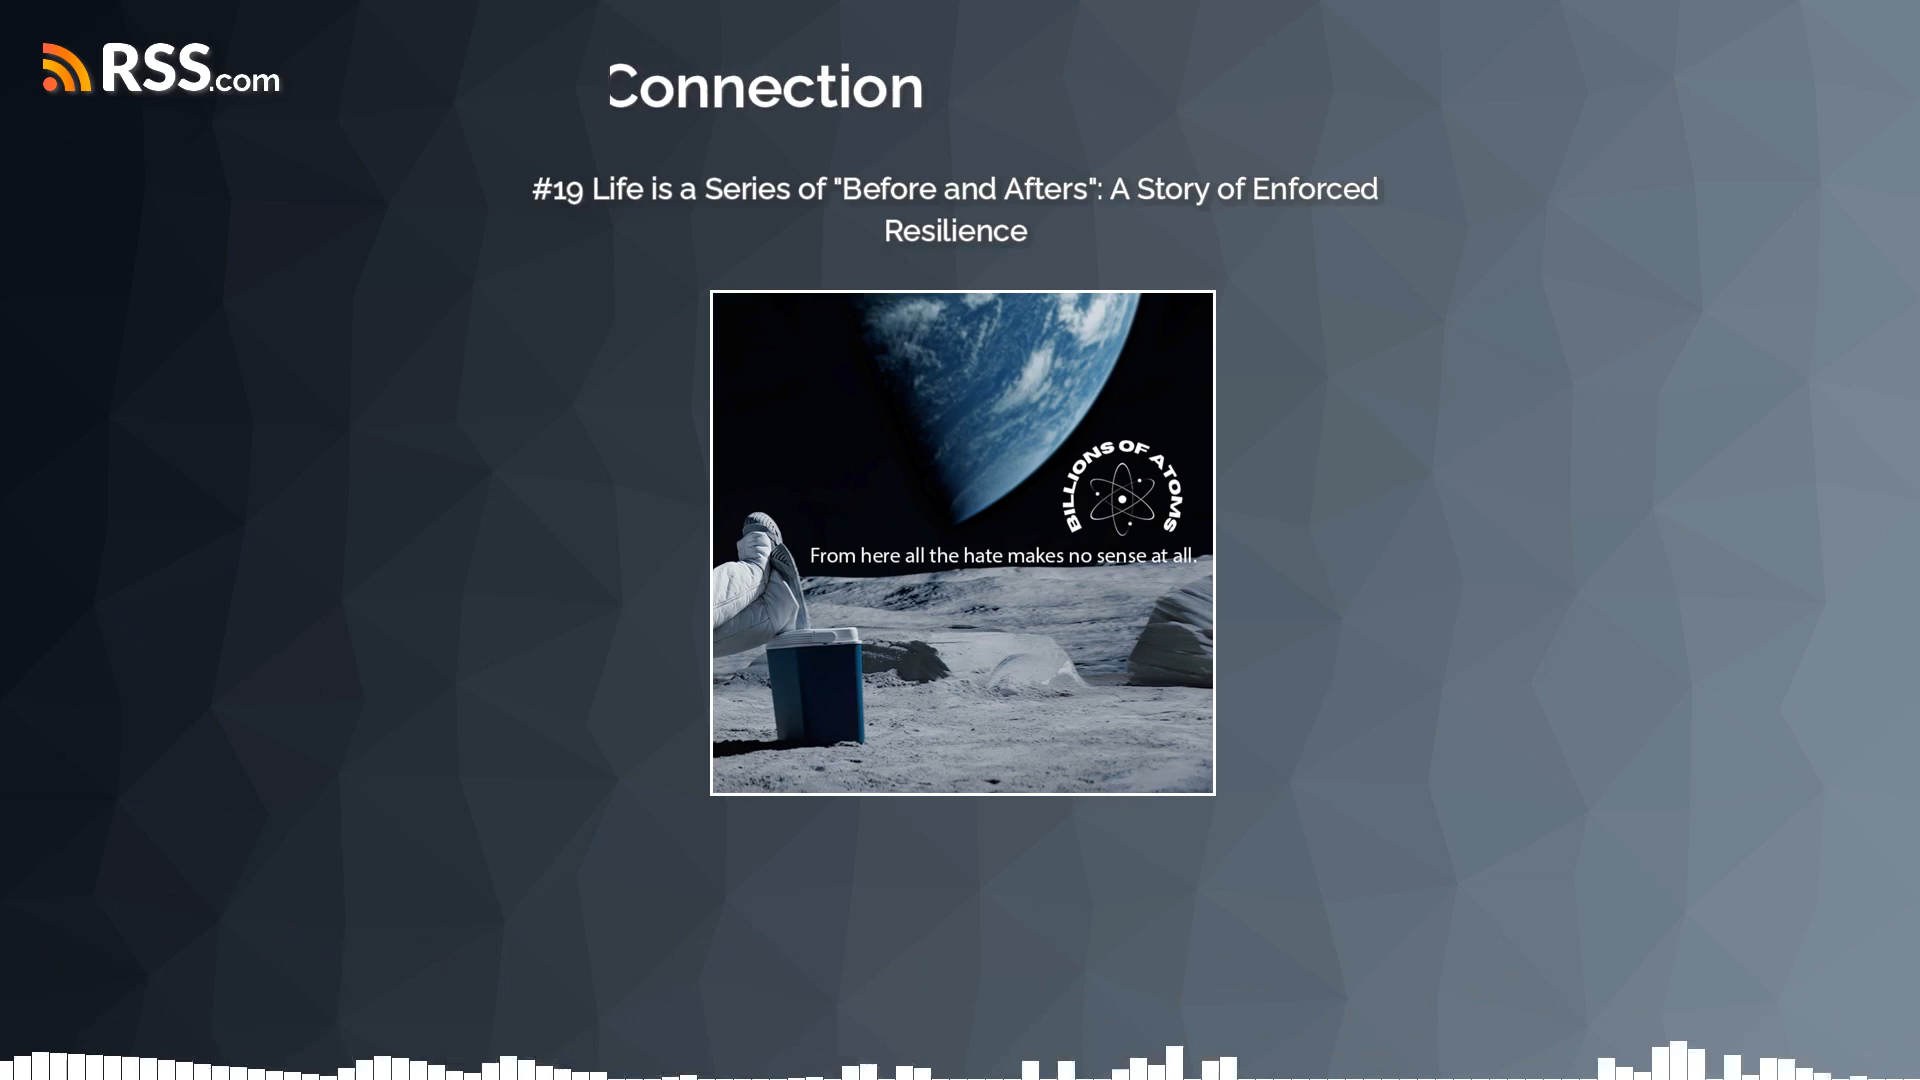 RSS.com
Connection
#19 Life is a Series of "Before and Afters": A Story of Enforced
Resilience
BILLIONS OF ATOMS
From here all the hate makes no sense at all.